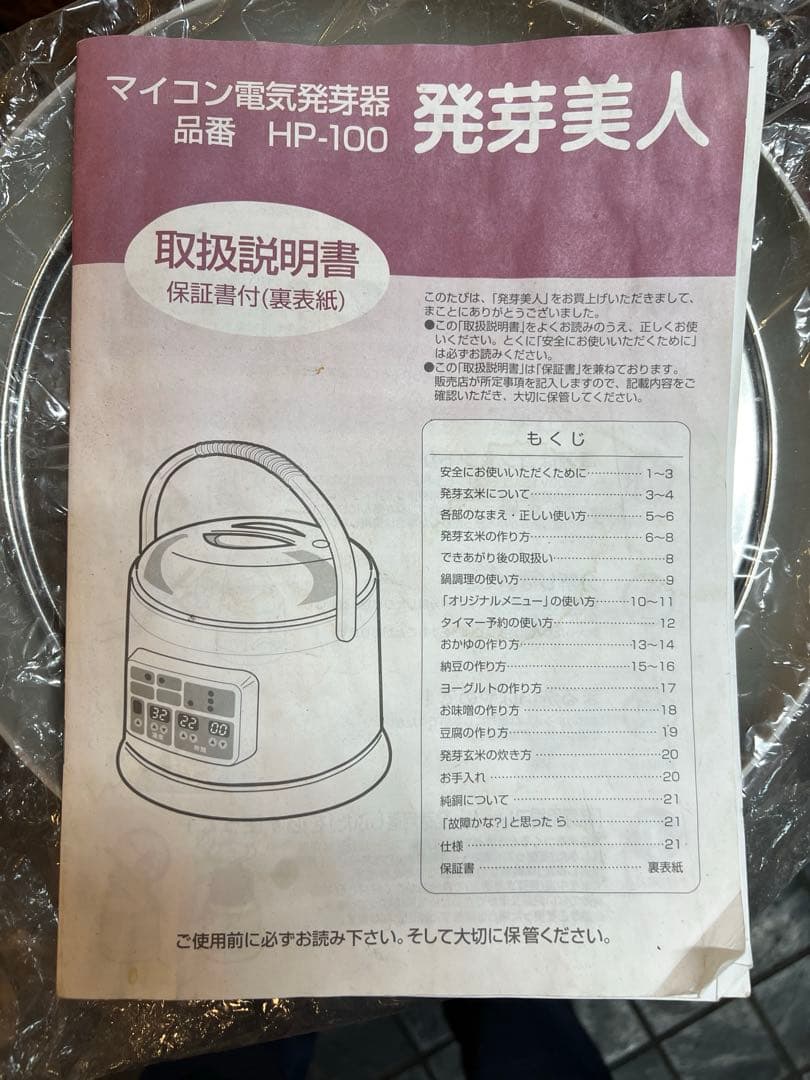 マイコン電気発芽器
品番 HP-100
発芽美人
取扱説明書
保証書付(裏表紙)
このたびは、「発芽美人」をお買上げいただきまして、
まことにありがとうございました。
●この「取扱説明書」をよくお読みのうえ、正しくお使
いください。とくに「安全にお使いいただくために」
は必ずお読みください。
●この「取扱説明書」は「保証書」を兼ねております。
販売店が所定事項を記入しますので、記載内容をご
確認いただき、大切に保管してください。
もくじ
安全にお使いいただくために……………1〜3
発芽玄米について……………3〜4
各部のなまえ・正しい使い方……………5〜6
発芽玄米の作り方……………6〜8
できあがり後の取扱い……………8
鍋調理の使い方……………9
「オリジナルメニュー」の使い方………10〜11
タイマー予約の使い方……………12
おかゆの作り方……………13〜14
納豆の作り方……………15〜16
ヨーグルトの作り方……………17
お味噌の作り方……………18
豆腐の作り方……………19
発芽玄米の炊き方……………20
お手入れ……………20
純銅について……………21
「故障かな?」と思ったら……………21
仕様……………21
保証書……………裏表紙
32 22 00
温度 時間
ご使用前に必ずお読み下さい。そして大切に保管ください。